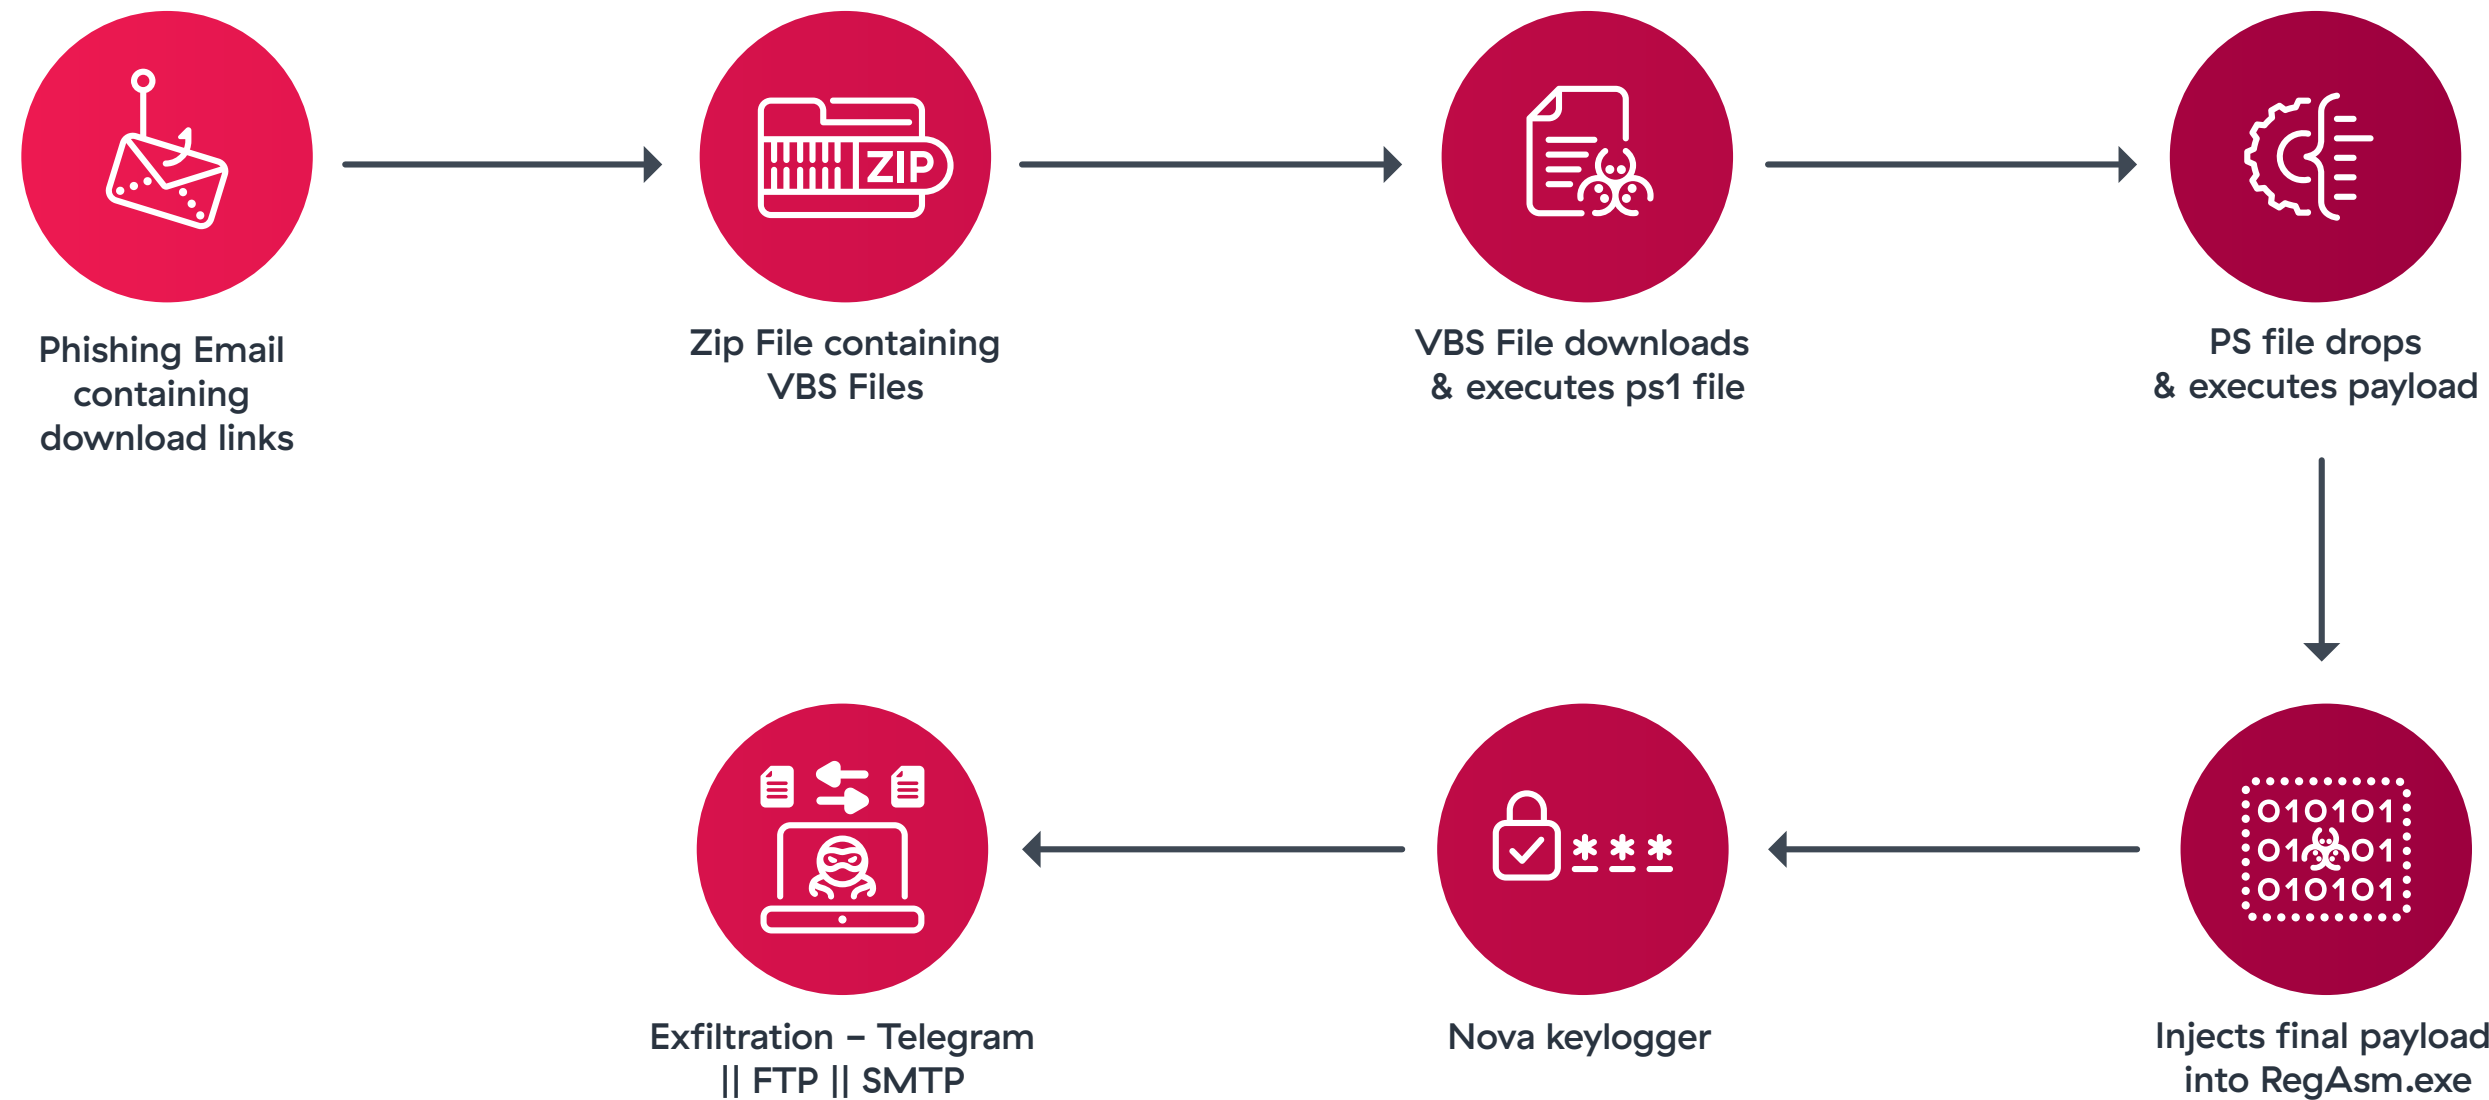 ZIP
Phishing Email
containing
download links
Zip File containing
VBS Files
VBS File downloads
& executes ps1 file
PS file drops
& executes payload
010101
01 01
010101
***
Exfiltration – Telegram
|| FTP || SMTP
Nova keylogger
Injects final payload
into RegAsm.exe